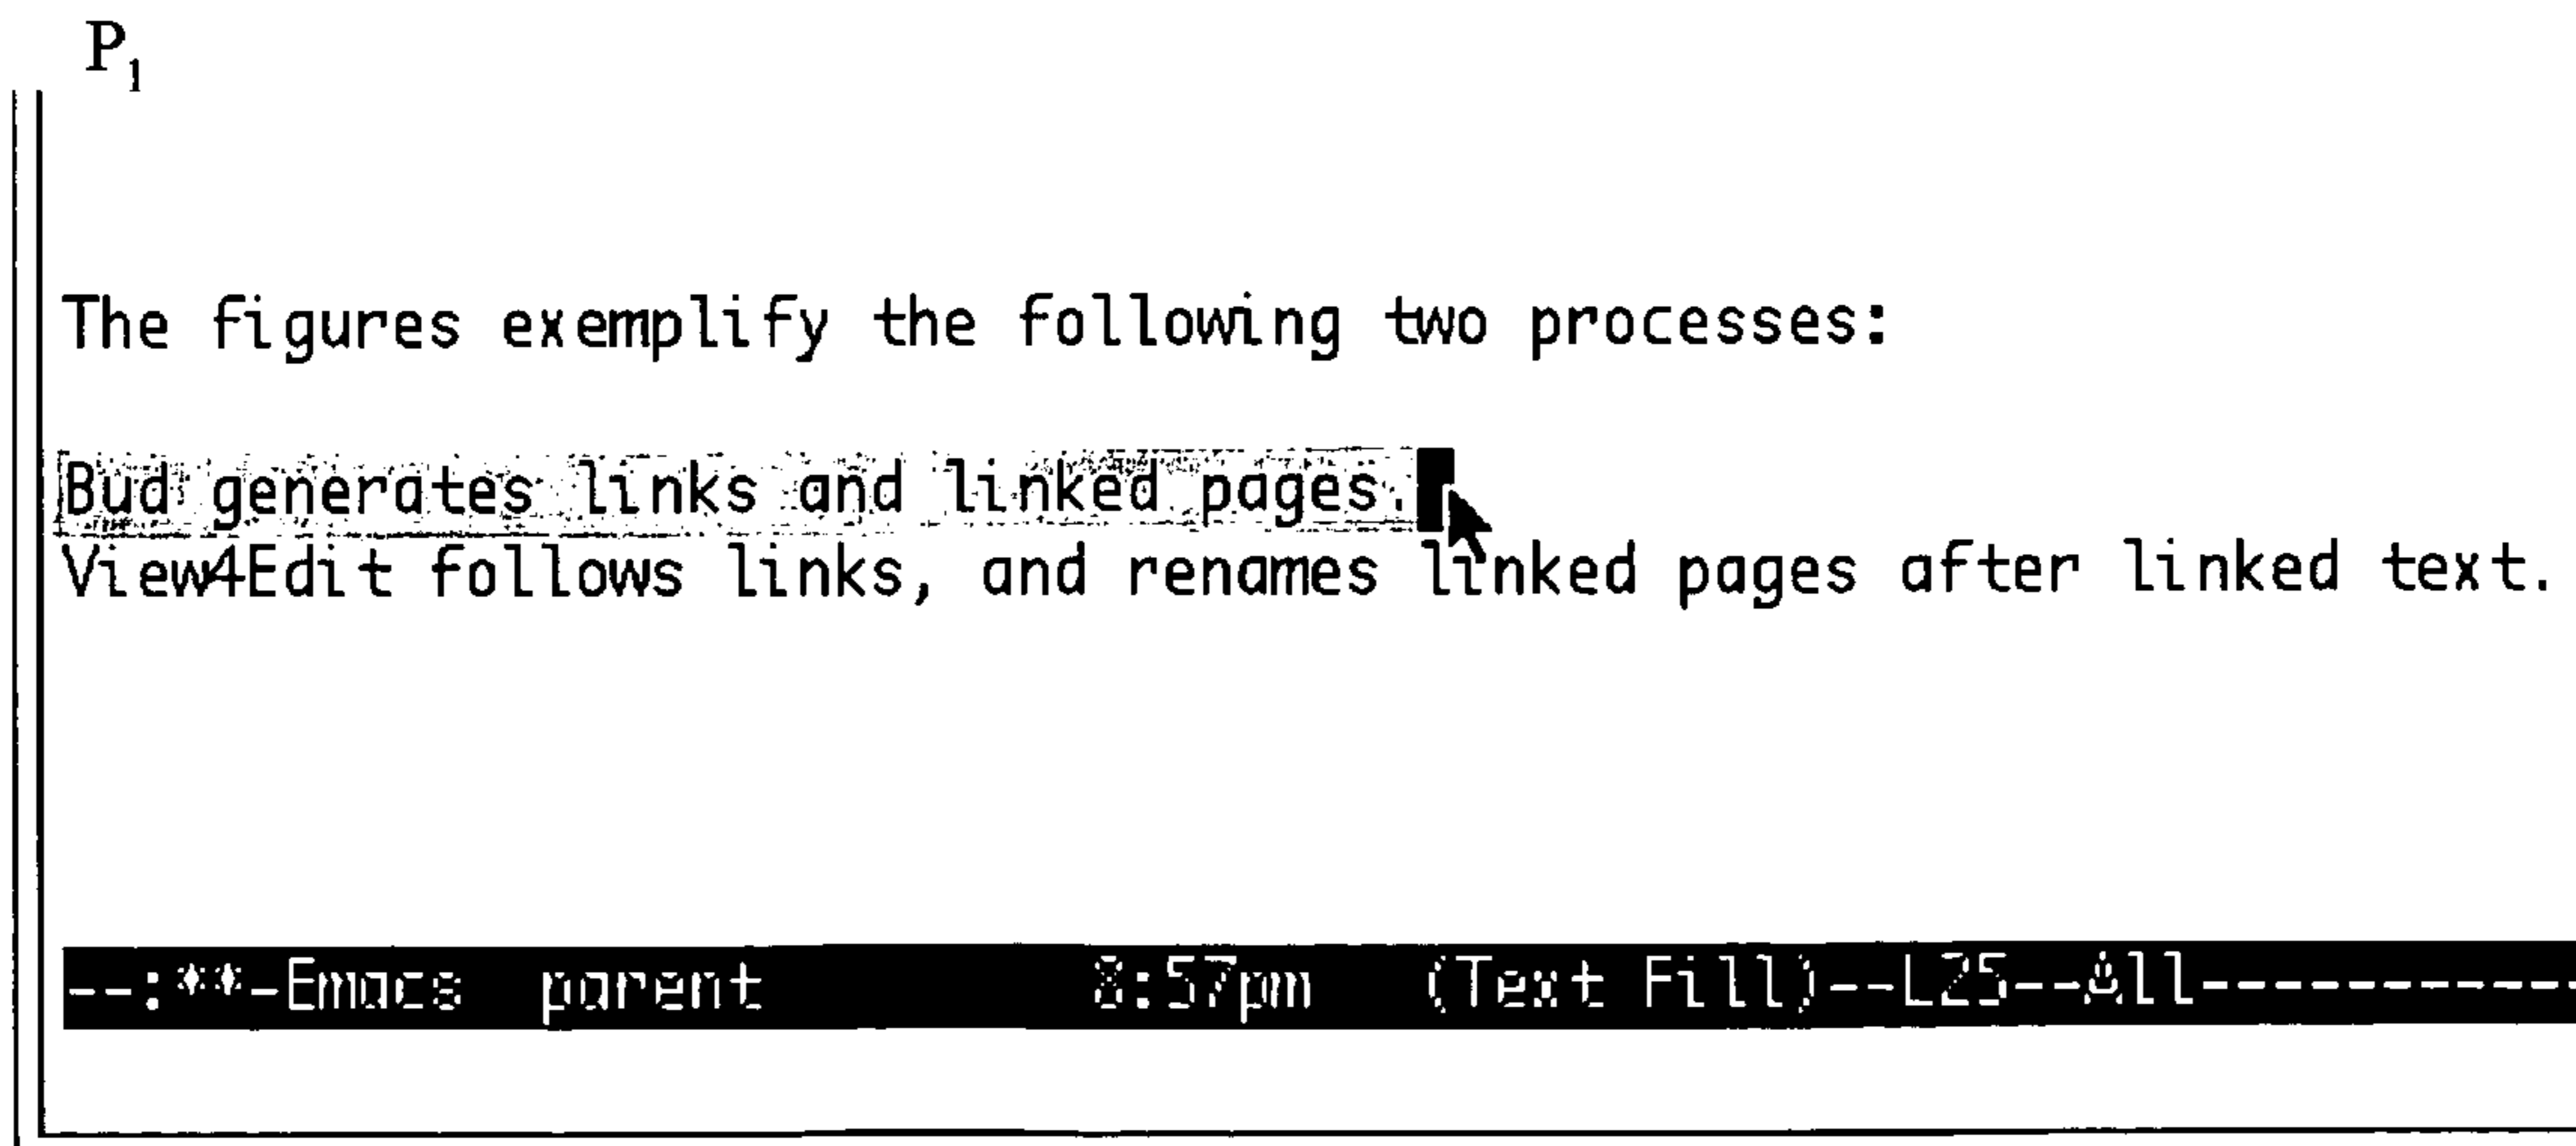 P1
The figures exemplify the following two processes:
Bud generates links and linked pages.
View4Edit follows links, and renames linked pages after linked text.
--:**-Emacs parent 8:57pm (Text Fill)--L25--All------------